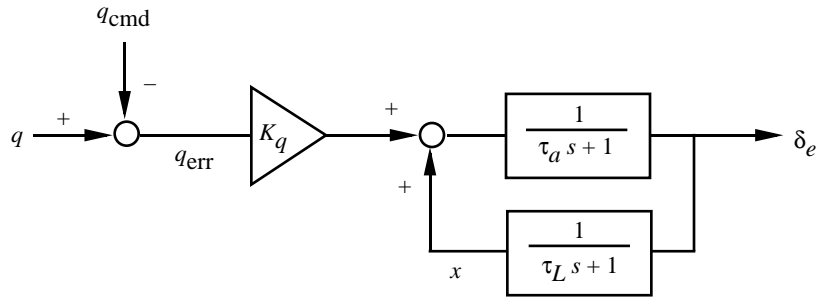 q_cmd
−
q
+
q_err
K_q
+
+
x
1
τ_a s + 1
1
τ_L s + 1
δ_e